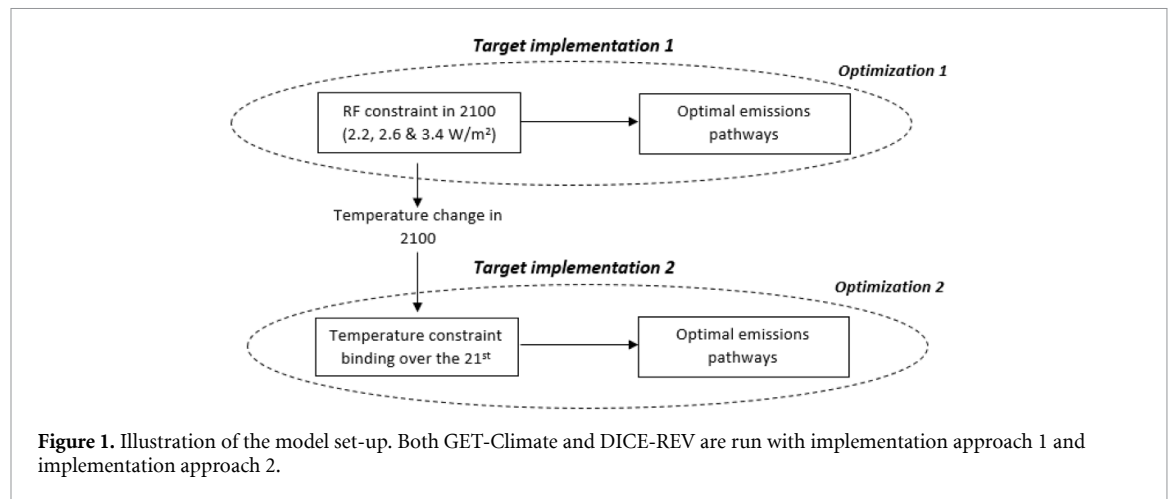 Target implementation 1
Optimization 1
RF constraint in 2100
(2.2, 2.6 & 3.4 W/m²)
Optimal emissions
pathways
Temperature change in
2100
Target implementation 2
Optimization 2
Temperature constraint
binding over the 21st
Optimal emissions
pathways
Figure 1. Illustration of the model set-up. Both GET-Climate and DICE-REV are run with implementation approach 1 and
implementation approach 2.